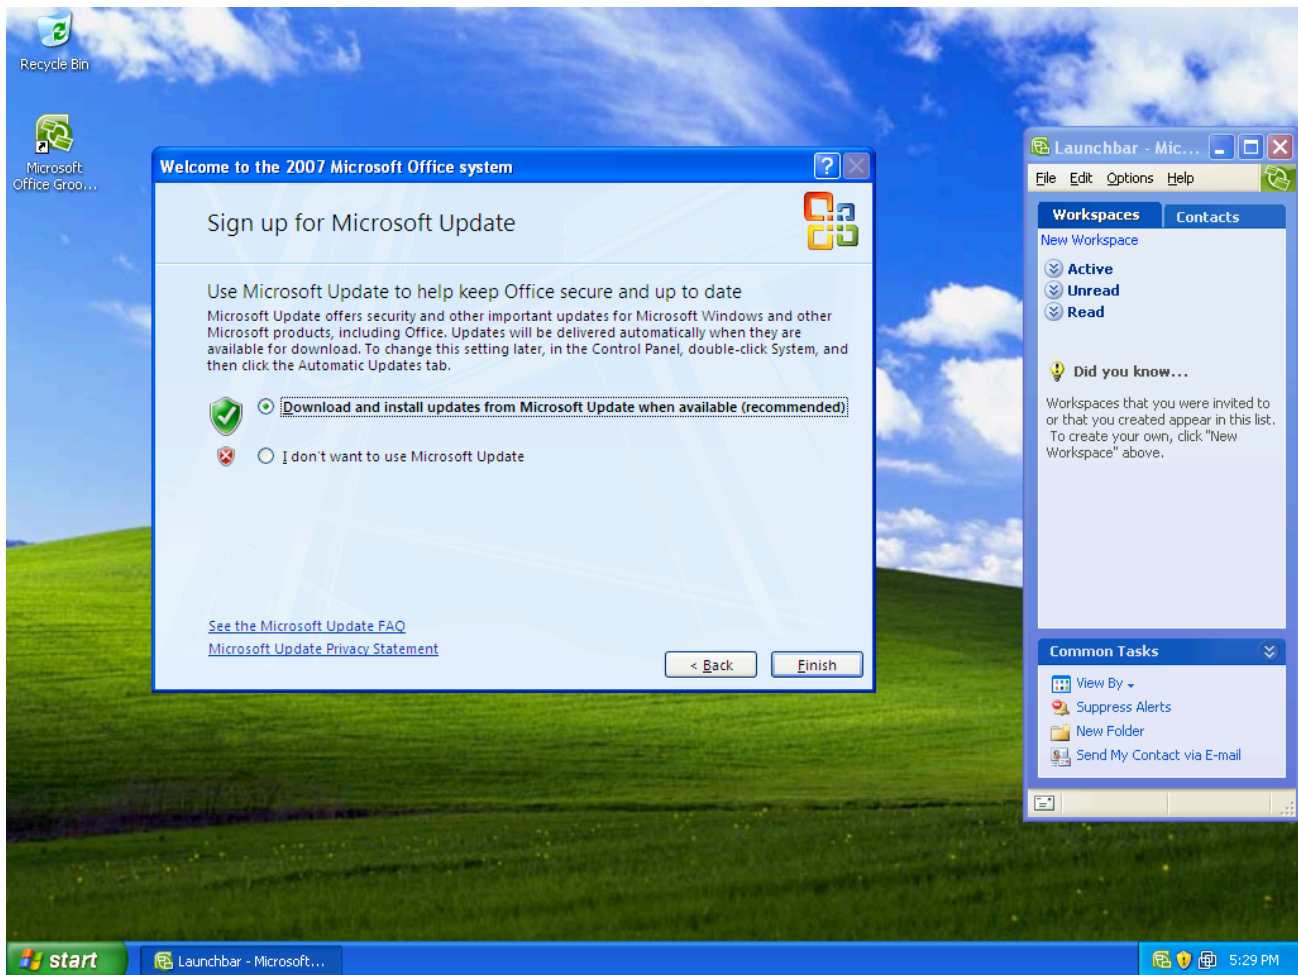 Recycle Bin
Microsoft
Office Groo...
Welcome to the 2007 Microsoft Office system
Sign up for Microsoft Update
Use Microsoft Update to help keep Office secure and up to date
Microsoft Update offers security and other important updates for Microsoft Windows and other
Microsoft products, including Office. Updates will be delivered automatically when they are
available for download. To change this setting later, in the Control Panel, double-click System, and
then click the Automatic Updates tab.
Download and install updates from Microsoft Update when available (recommended)
I don't want to use Microsoft Update
See the Microsoft Update FAQ
Microsoft Update Privacy Statement
< Back
Finish
Launchbar - Mic...
File Edit Options Help
Workspaces Contacts
New Workspace
Active
Unread
Read
Did you know...
Workspaces that you were invited to
or that you created appear in this list.
To create your own, click "New
Workspace" above.
Common Tasks
View By
Suppress Alerts
New Folder
Send My Contact via E-mail
start
Launchbar - Microsoft...
5:29 PM